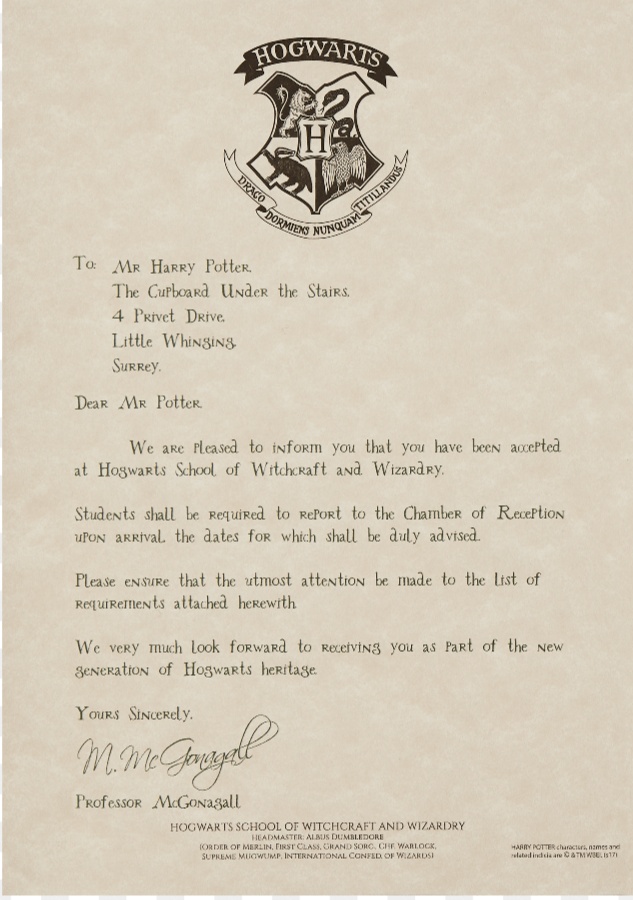 HOGWARTS
H
DRACO DORMIENS NUNQUAM TITILLANDUS
To: Mr Harry Potter.
The Cupboard Under the Stairs.
4 Privet Drive.
Little Whinging.
Surrey.
Dear Mr Potter.
We are pleased to inform you that you have been accepted
at Hogwarts School of Witchcraft and Wizardry.
Students shall be required to report to the Chamber of Reception
upon arrival, the dates for which shall be duly advised.
Please ensure that the utmost attention be made to the list of
requirements attached herewith.
We very much look forward to receiving you as part of the new
generation of Hogwarts heritage.
Yours Sincerely.
M. McGonagall
Professor McGonagall
HOGWARTS SCHOOL OF WITCHCRAFT AND WIZARDRY
HEADMASTER: ALBUS DUMBLEDORE
(ORDER OF MERLIN, FIRST CLASS, GRAND SORC., CHF. WARLOCK,
SUPREME MUGWUMP, INTERNATIONAL CONFED. OF WIZARDS)
HARRY POTTER characters, names and
related indicia are © & TM WBEI. (s17)